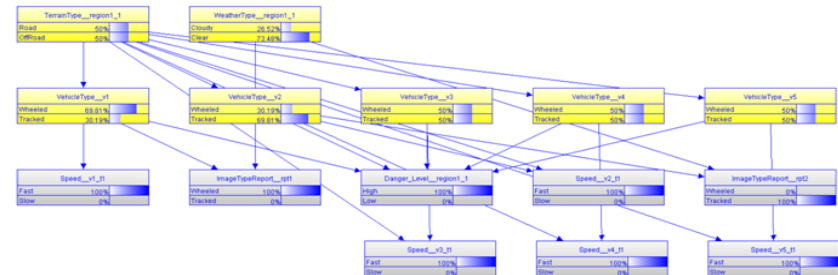 TerrainType__region1_1
Road 50%
OffRoad 50%
WeatherType__region1_1
Cloudy 26.52%
Clear 73.48%
VehicleType__v1
Wheeled 69.81%
Tracked 30.19%
VehicleType__v2
Wheeled 30.19%
Tracked 69.81%
VehicleType__v3
Wheeled 50%
Tracked 50%
VehicleType__v4
Wheeled 50%
Tracked 50%
VehicleType__v5
Wheeled 50%
Tracked 50%
Speed__v1_t1
Fast 100%
Slow 0%
ImageTypeReport__rpt1
Wheeled 100%
Tracked 0%
Danger_Level__region1_1
High 100%
Low 0%
Speed__v2_t1
Fast 100%
Slow 0%
ImageTypeReport__rpt2
Wheeled 0%
Tracked 100%
Speed__v3_t1
Fast 100%
Slow 0%
Speed__v4_t1
Fast 100%
Slow 0%
Speed__v5_t1
Fast 100%
Slow 0%